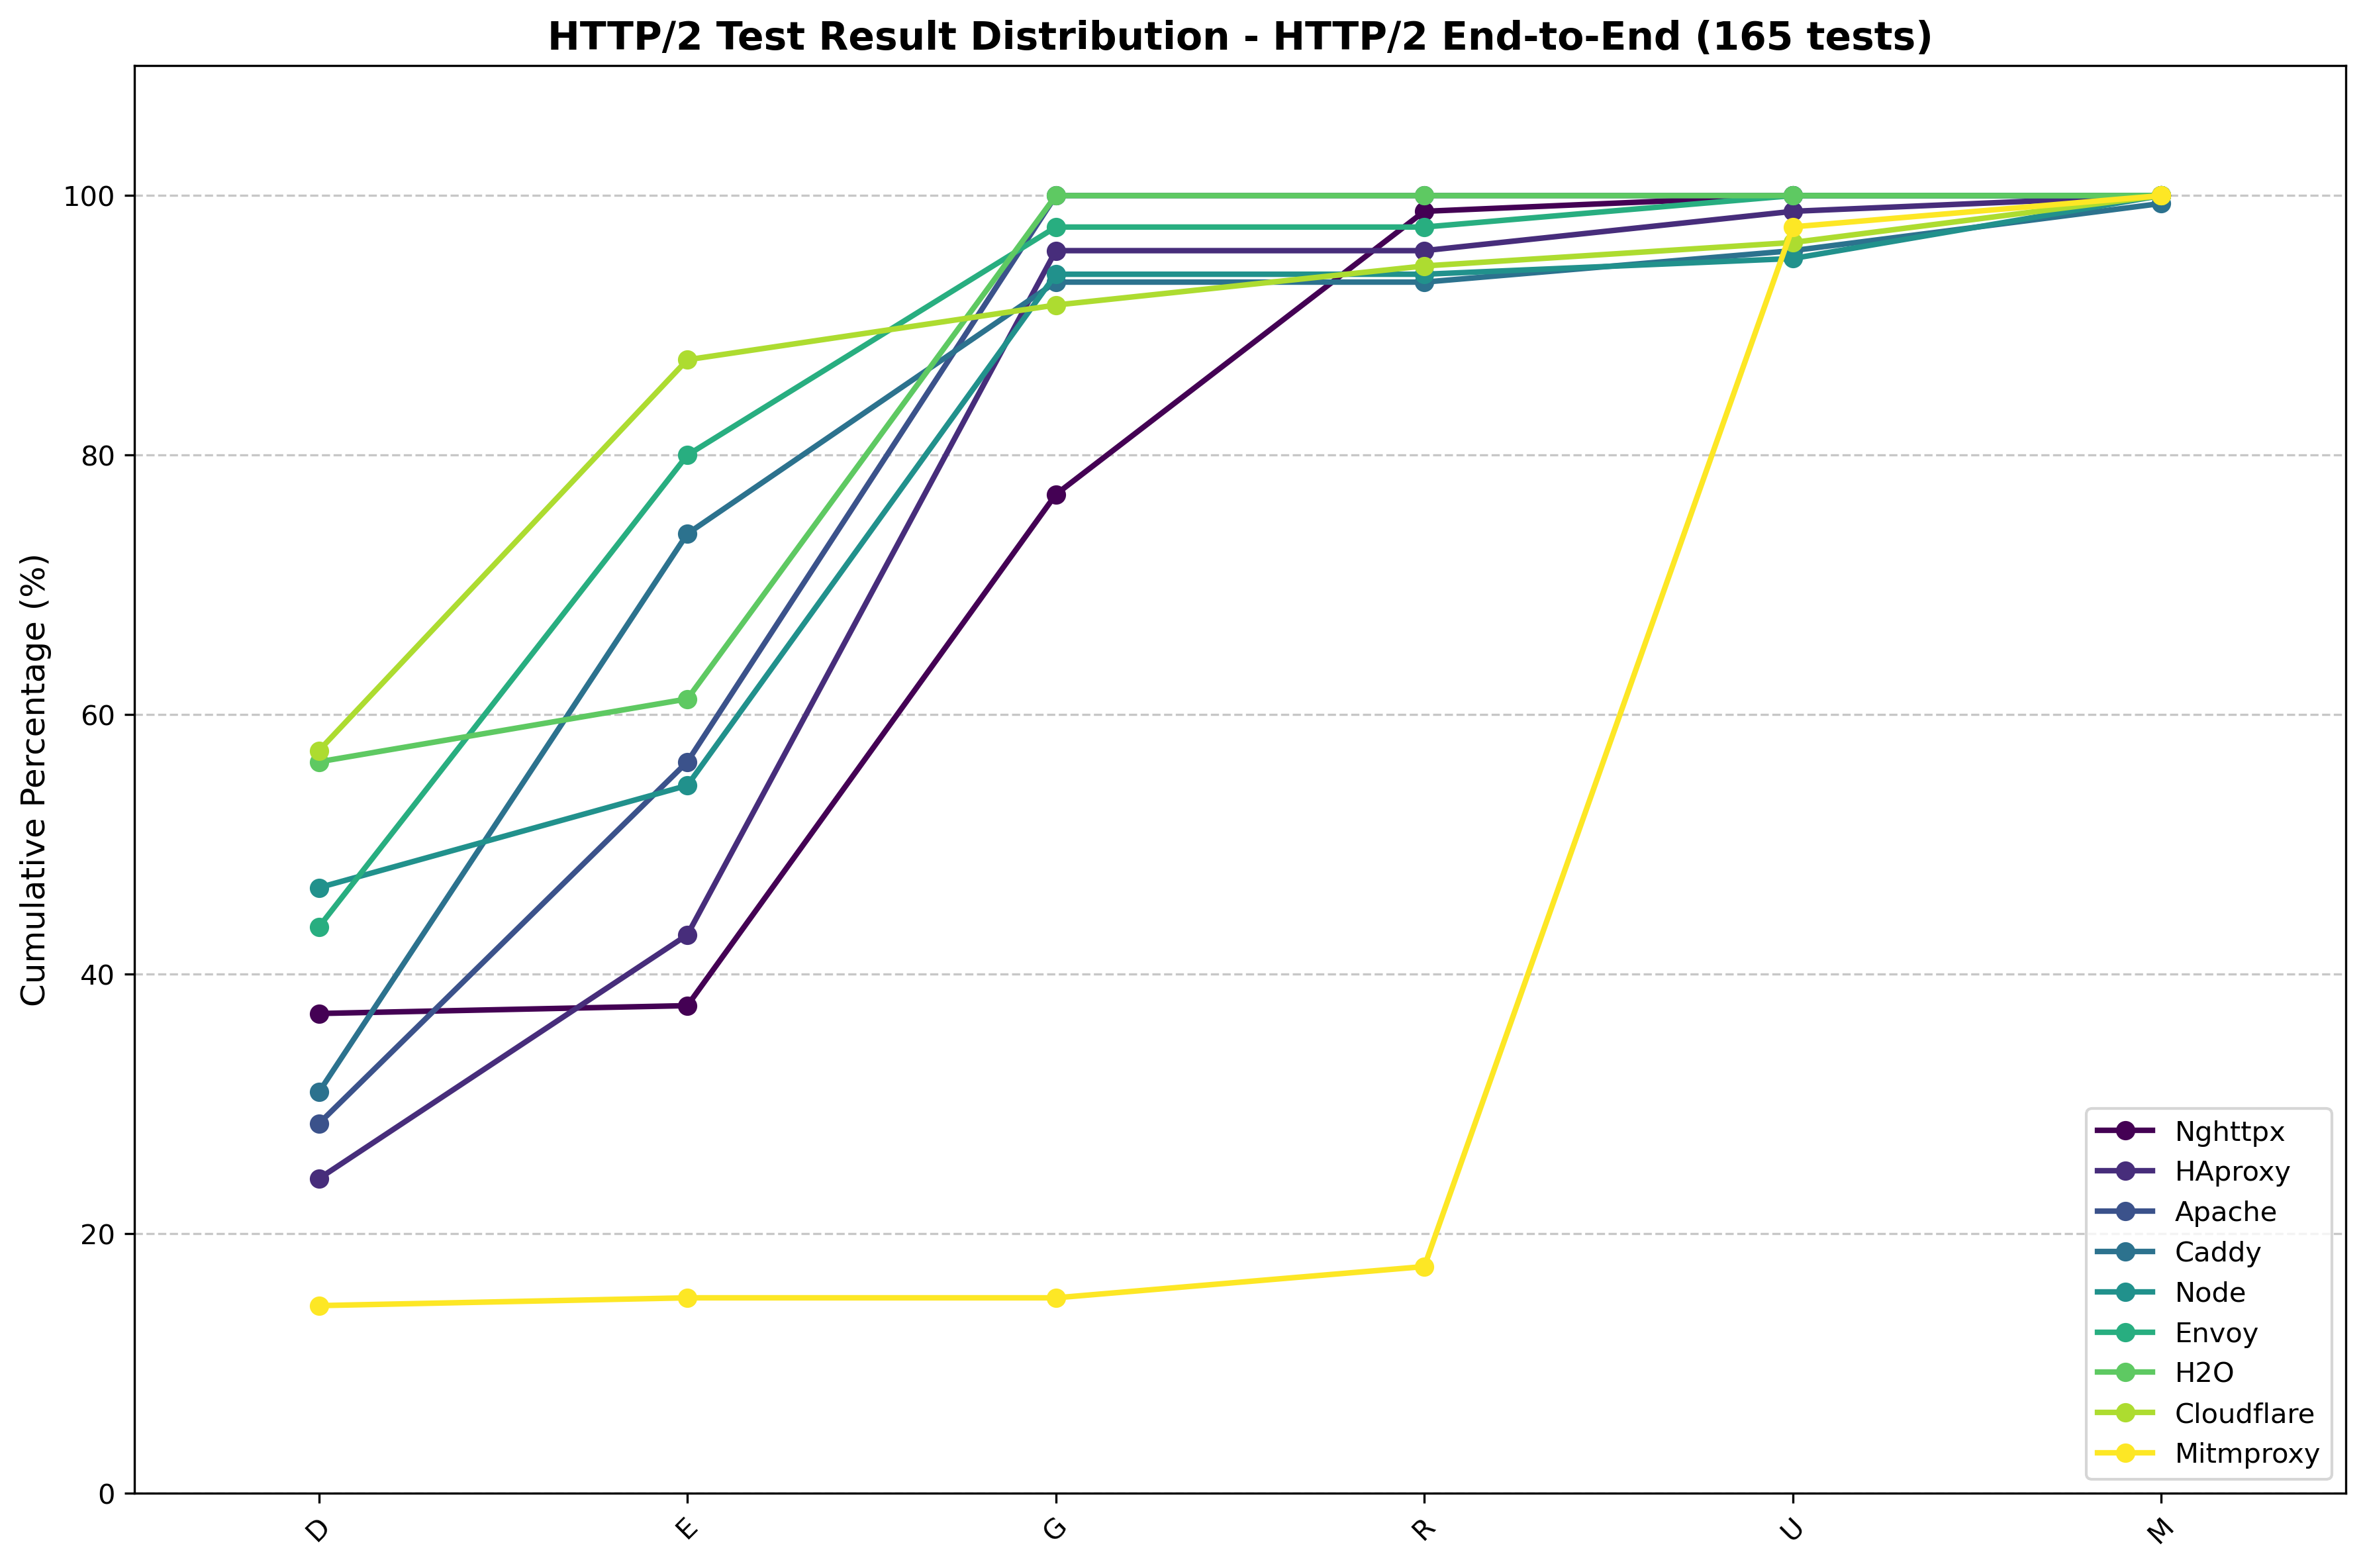 HTTP/2 Test Result Distribution - HTTP/2 End-to-End (165 tests)
Cumulative Percentage (%)
100
80
60
40
20
0
D
E
G
R
U
M
Nghttpx
HAproxy
Apache
Caddy
Node
Envoy
H2O
Cloudflare
Mitmproxy